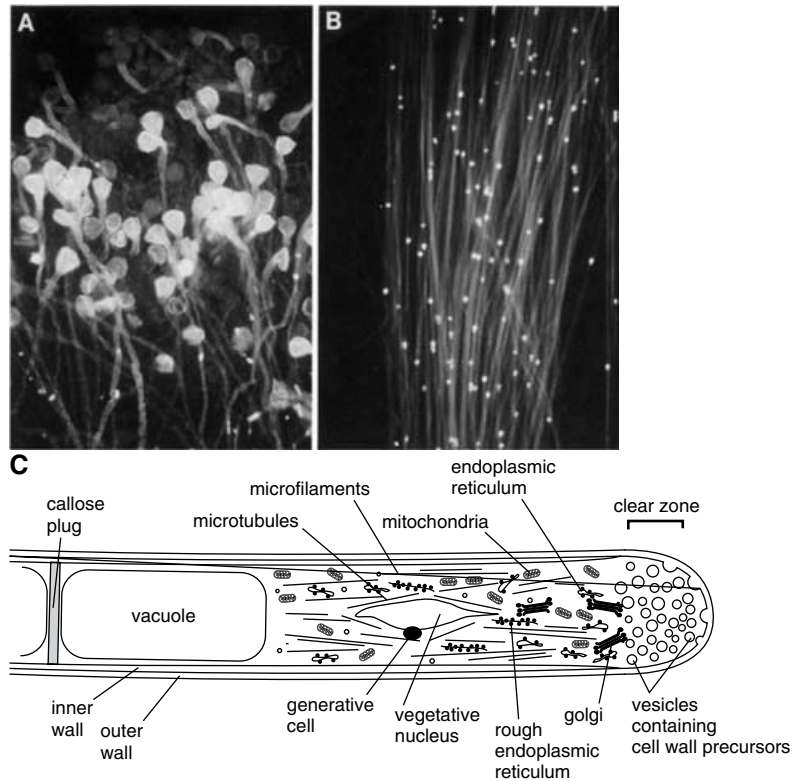 A
B
C
endoplasmic
reticulum
microfilaments
clear zone
callose
plug
microtubules
mitochondria
vacuole
inner
wall
outer
wall
generative
cell
vegetative
nucleus
rough
endoplasmic
reticulum
golgi
vesicles
containing
cell wall precursors